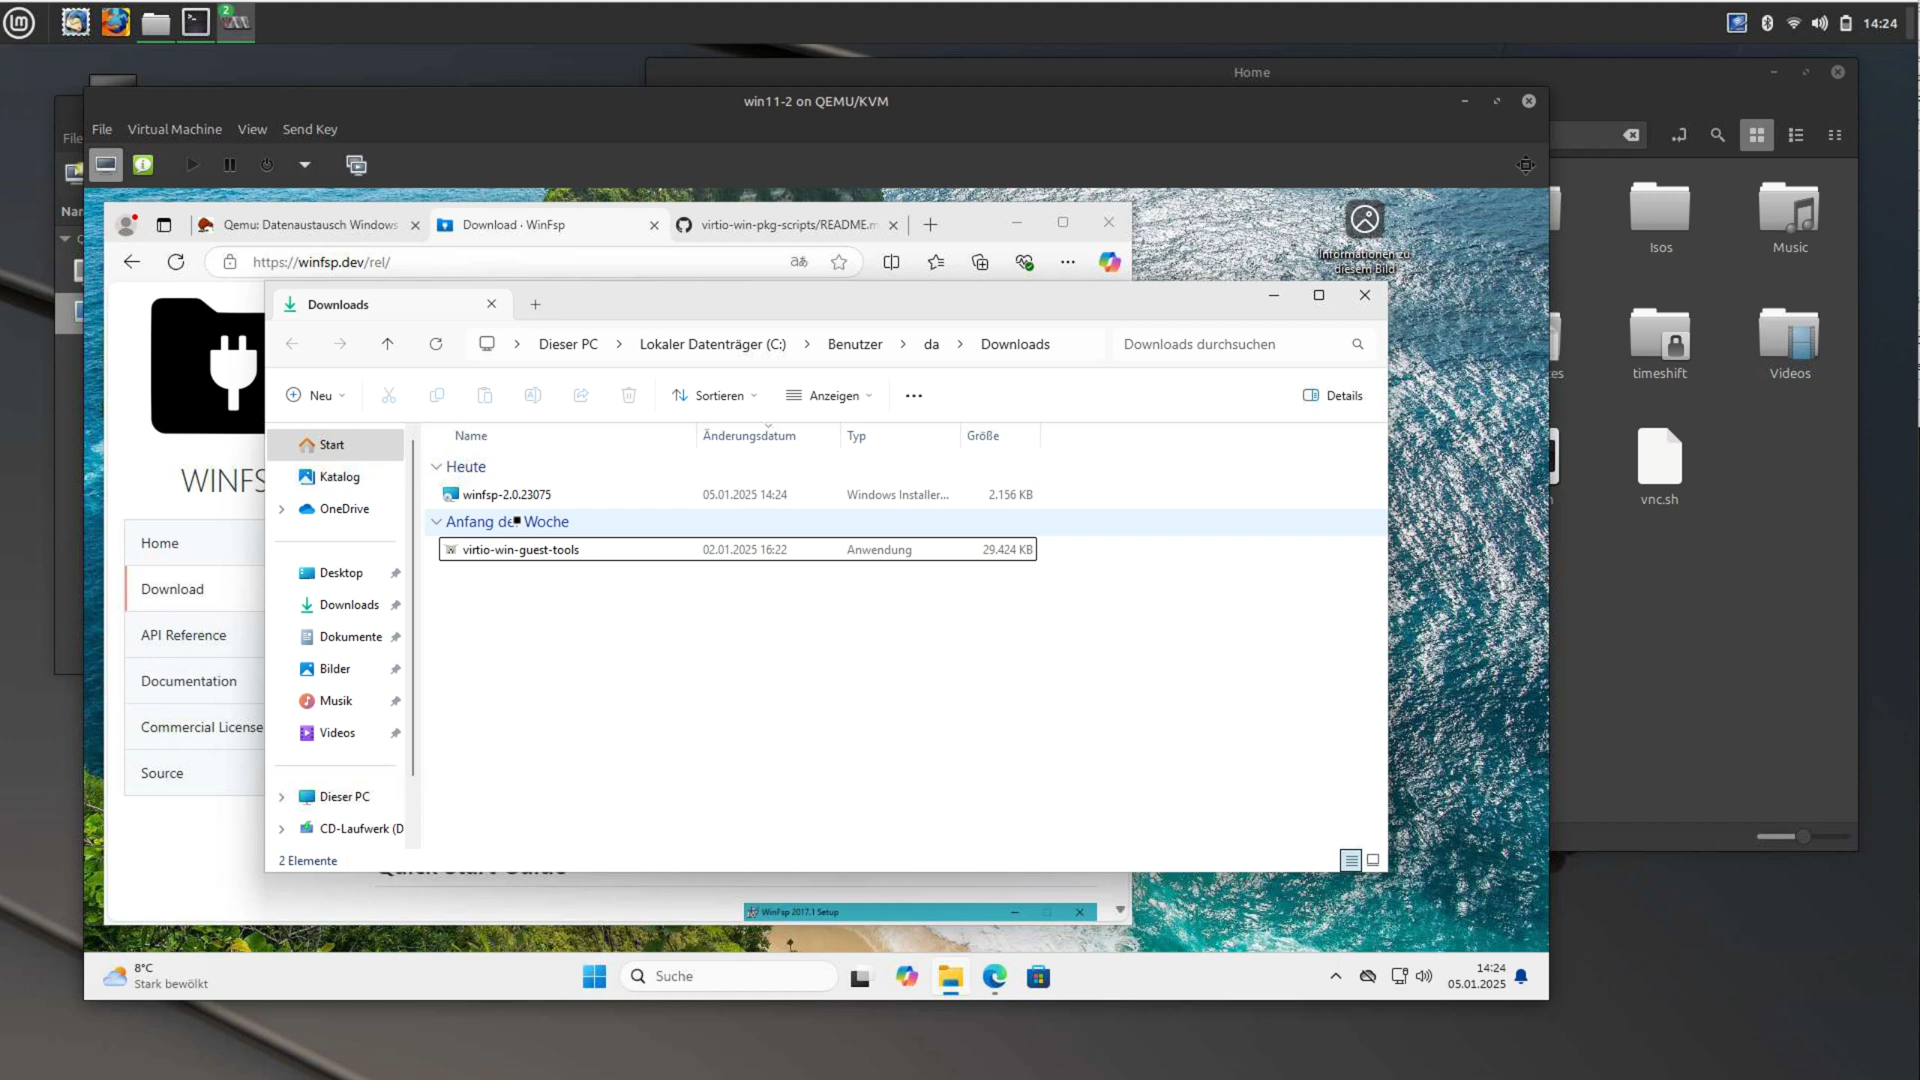 2
14:24
Home
win11-2 on QEMU/KVM
File
File Virtual Machine View Send Key
Nar
Qemu: Datenaustausch Windows
Download · WinFsp
virtio-win-pkg-scripts/README.m
https://winfsp.dev/rel/
Informationen zu
diesem Bild
Isos
Music
Downloads
Dieser PC > Lokaler Datenträger (C:) > Benutzer > da > Downloads
Downloads durchsuchen
timeshift
Videos
Neu
Sortieren
Anzeigen
Details
Name Änderungsdatum Typ Größe
Start
Katalog
OneDrive
Heute
winfsp-2.0.23075 05.01.2025 14:24 Windows Installer... 2.156 KB
Anfang der Woche
virtio-win-guest-tools 02.01.2025 16:22 Anwendung 29.424 KB
vnc.sh
WINFS
Home
Download
API Reference
Documentation
Commercial License
Source
Desktop
Downloads
Dokumente
Bilder
Musik
Videos
Dieser PC
CD-Laufwerk (D
2 Elemente
WinFsp 2017.1 Setup
8°C
Stark bewölkt
Suche
14:24
05.01.2025